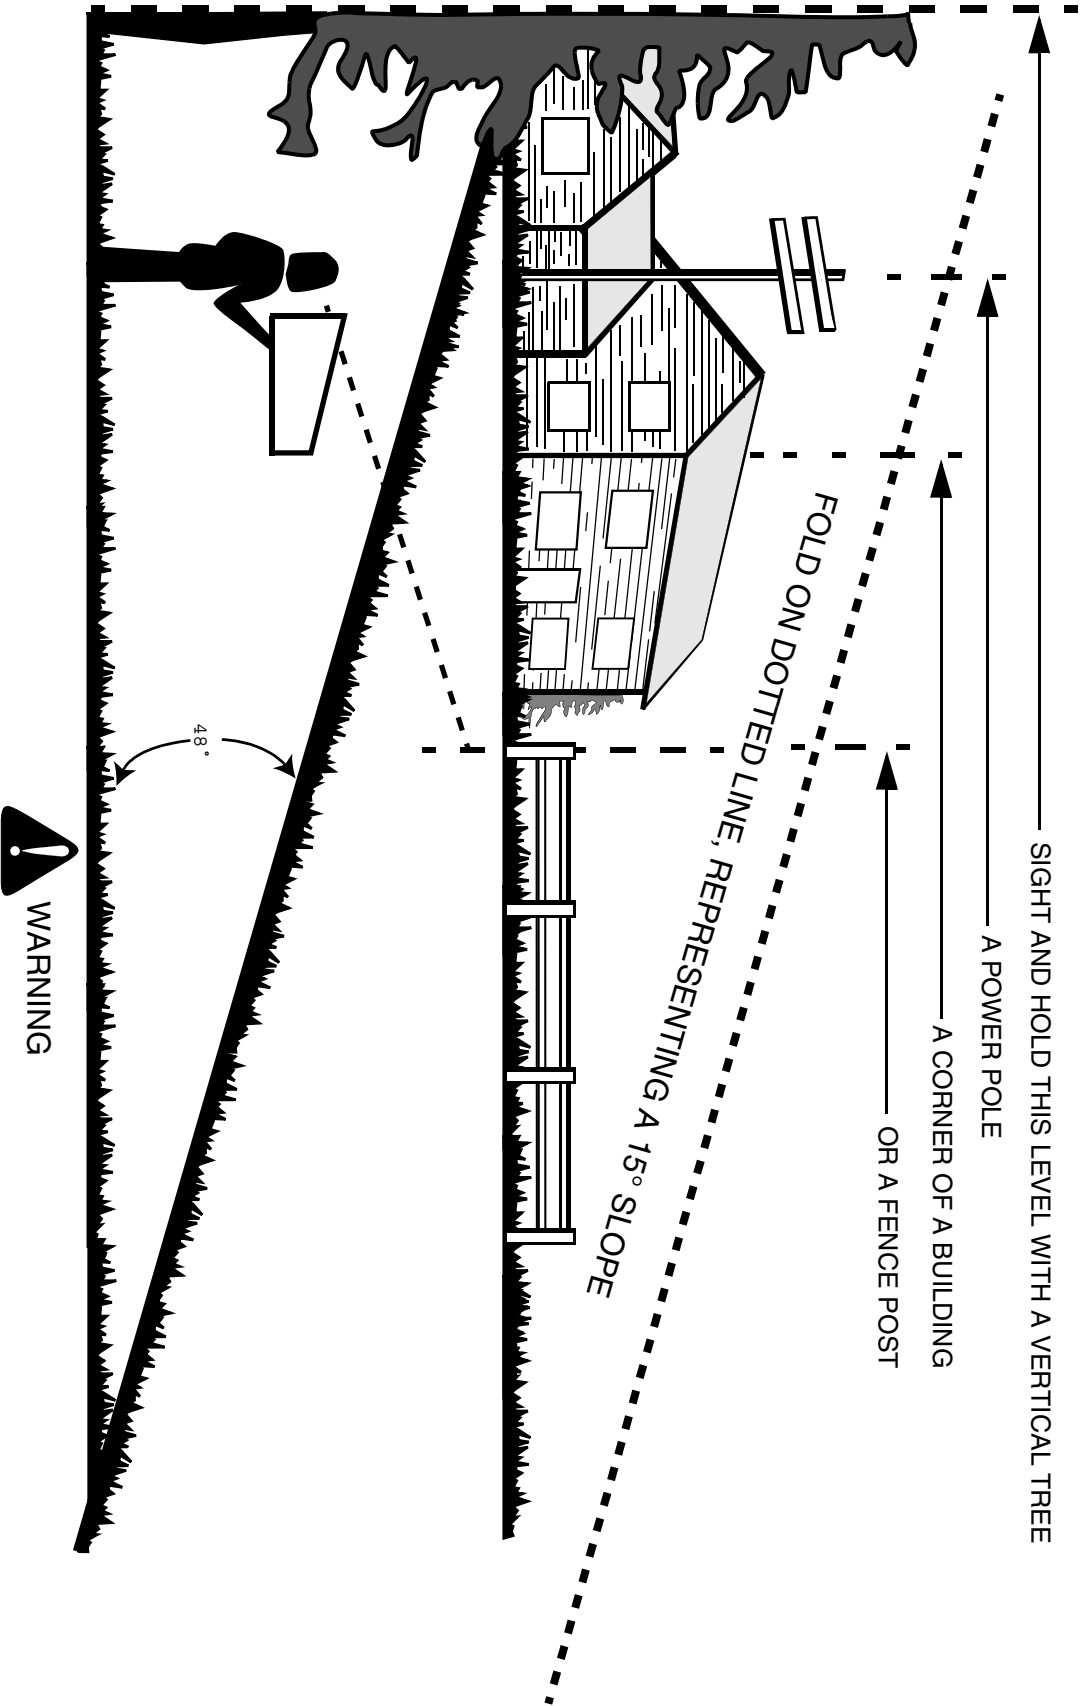 SIGHT AND HOLD THIS LEVEL WITH A VERTICAL TREE
A POWER POLE
A CORNER OF A BUILDING
OR A FENCE POST
FOLD ON DOTTED LINE, REPRESENTING A 15° SLOPE
48°
WARNING